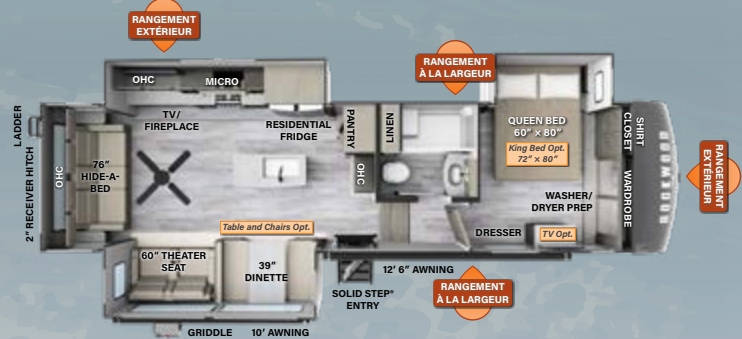 RANGEMENT
EXTÉRIEUR
RANGEMENT
À LA LARGEUR
OHC
MICRO
TV/
FIREPLACE
RESIDENTIAL
FRIDGE
PANTRY
LINEN
QUEEN BED
60” × 80”
King Bed Opt.
72” × 80”
SHIRT
CLOSET
WARDROBE
RANGEMENT
EXTÉRIEUR
LADDER
2” RECEIVER HITCH
OHC
76”
HIDE-A-
BED
OHC
WASHER/
DRYER PREP
Table and Chairs Opt.
DRESSER
TV Opt.
60” THEATER
SEAT
39”
DINETTE
12’ 6” AWNING
SOLID STEP®
ENTRY
RANGEMENT
À LA LARGEUR
GRIDDLE
10’ AWNING